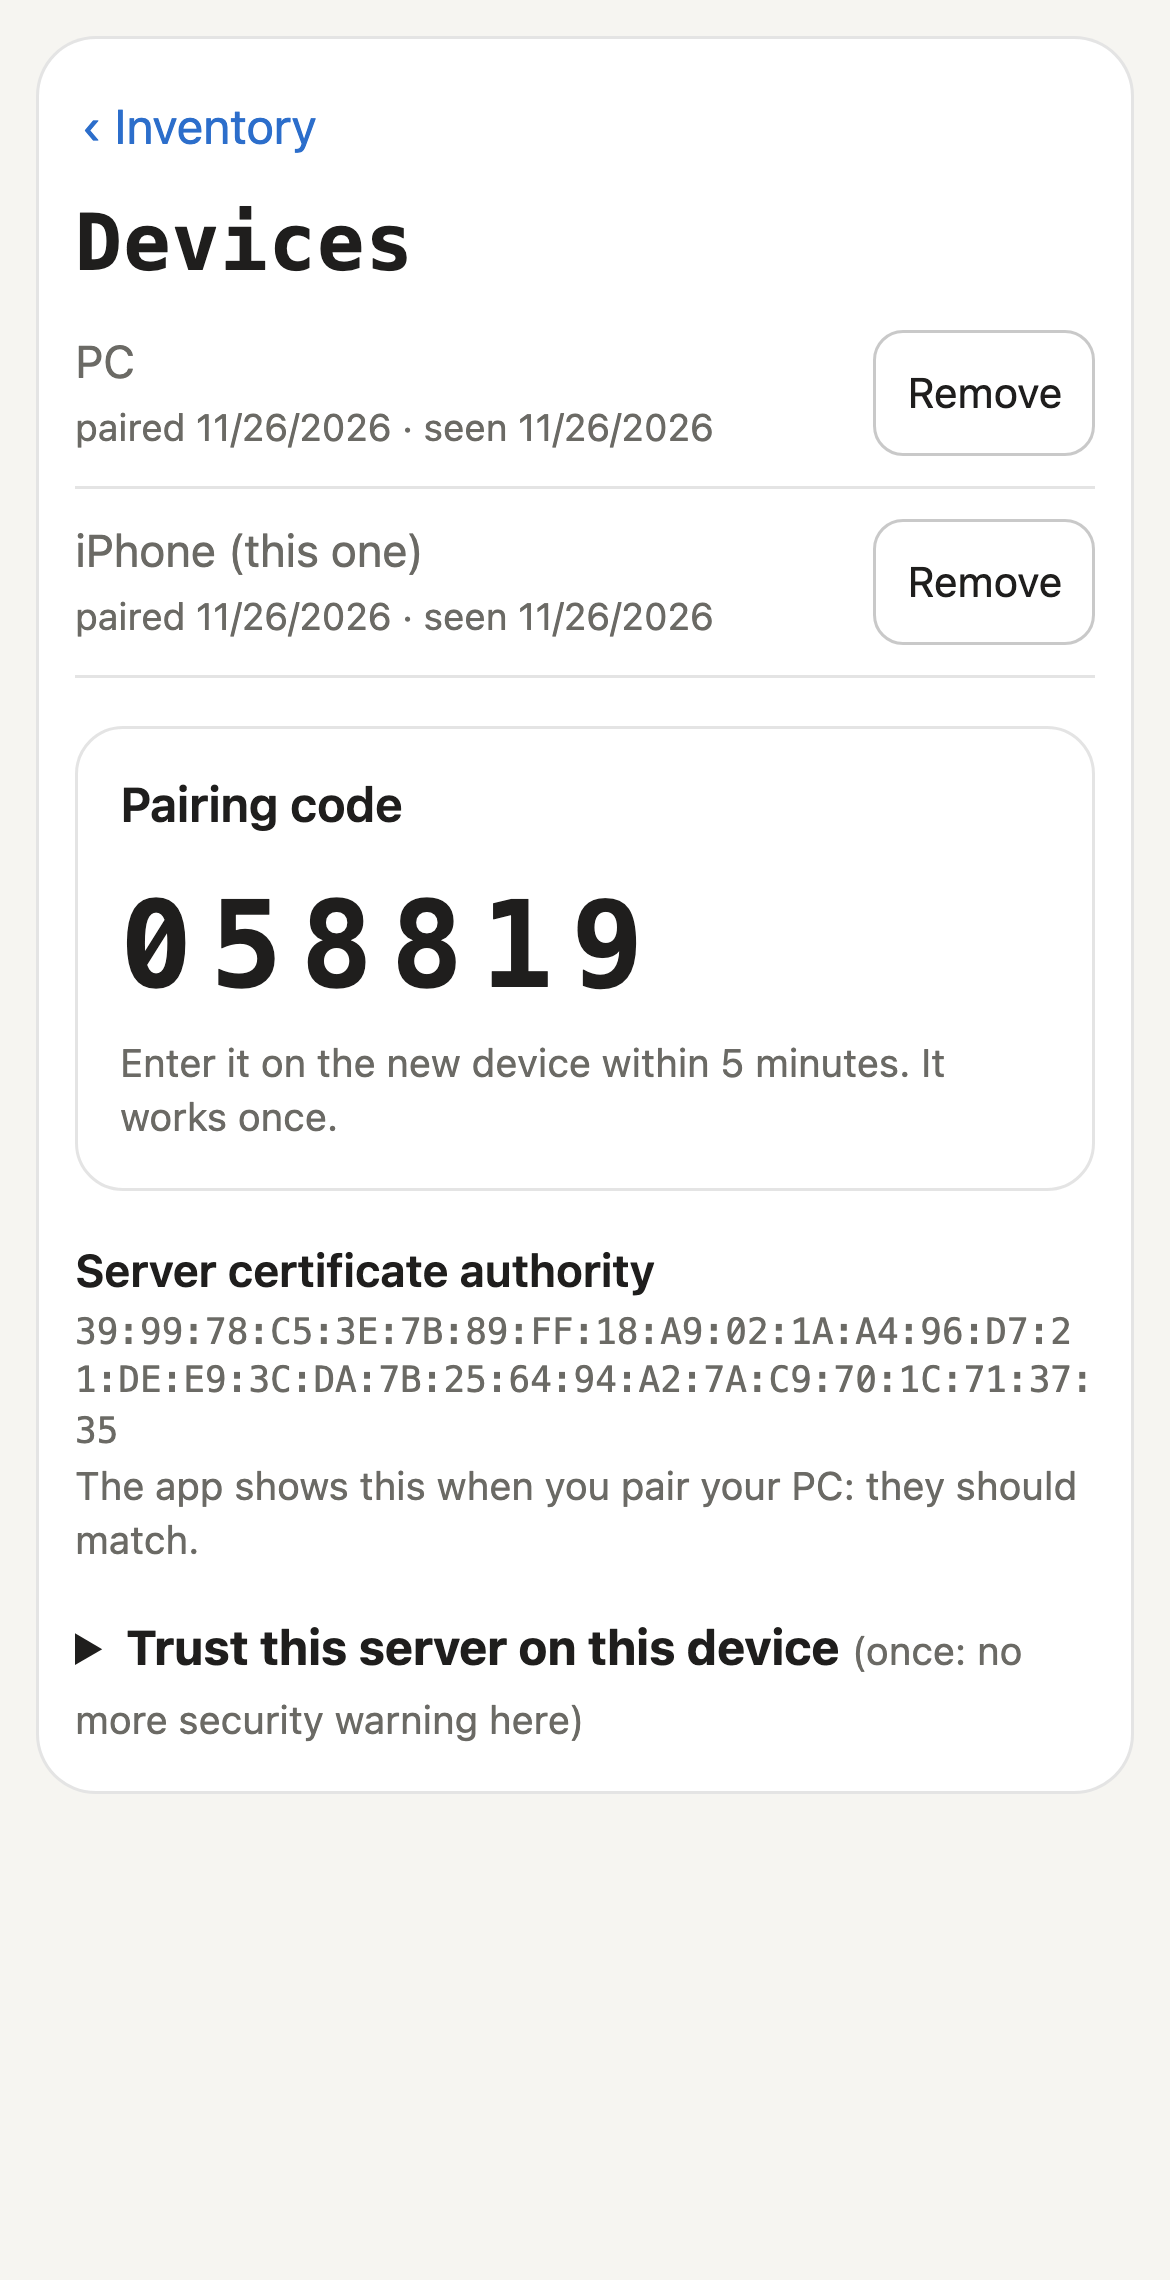 ‹ Inventory
Devices
PC
paired 11/26/2026 · seen 11/26/2026
Remove
iPhone (this one)
paired 11/26/2026 · seen 11/26/2026
Remove
Pairing code
058819
Enter it on the new device within 5 minutes. It
works once.
Server certificate authority
39:99:78:C5:3E:7B:89:FF:18:A9:02:1A:A4:96:D7:2
1:DE:E9:3C:DA:7B:25:64:94:A2:7A:C9:70:1C:71:37:
35
The app shows this when you pair your PC: they should
match.
▶ Trust this server on this device (once: no
more security warning here)